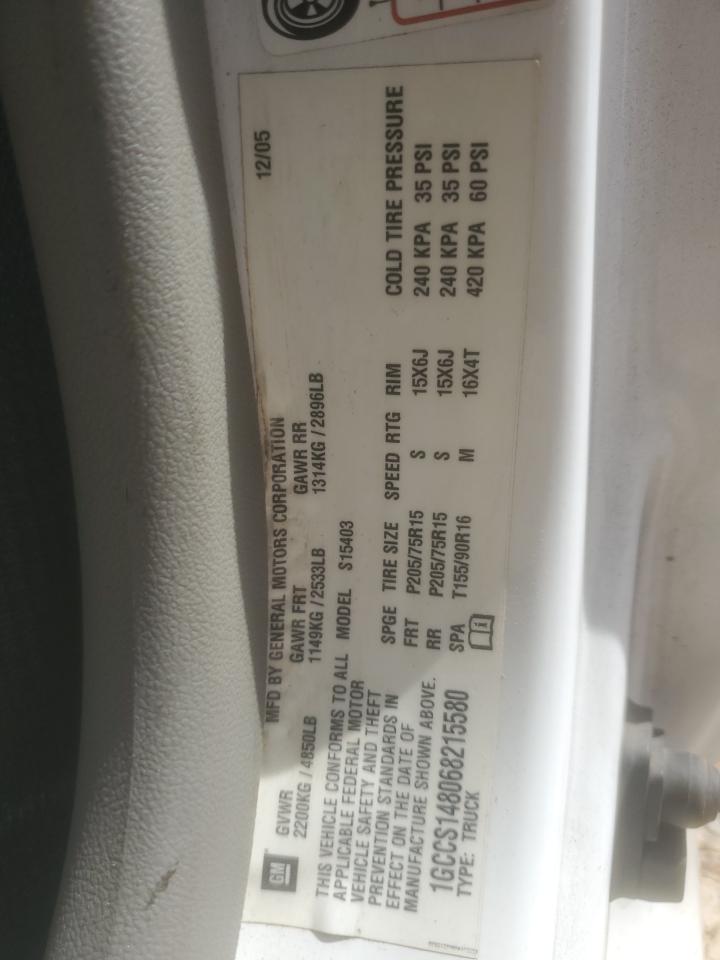 MFD BY GENERAL MOTORS CORPORATION
12/05
GM
GVWR GAWR FRT GAWR RR
2200KG / 4850LB 1149KG / 2533LB 1314KG / 2896LB
THIS VEHICLE CONFORMS TO ALL
APPLICABLE FEDERAL MOTOR
VEHICLE SAFETY AND THEFT
PREVENTION STANDARDS IN
EFFECT ON THE DATE OF
MANUFACTURE SHOWN ABOVE.
1GCCS148068215580
TYPE: TRUCK
MODEL S15403
SPGE TIRE SIZE SPEED RTG RIM COLD TIRE PRESSURE
FRT P205/75R15 S 15X6J 240 KPA 35 PSI
RR P205/75R15 S 15X6J 240 KPA 35 PSI
SPA T155/90R16 M 16X4T 420 KPA 60 PSI